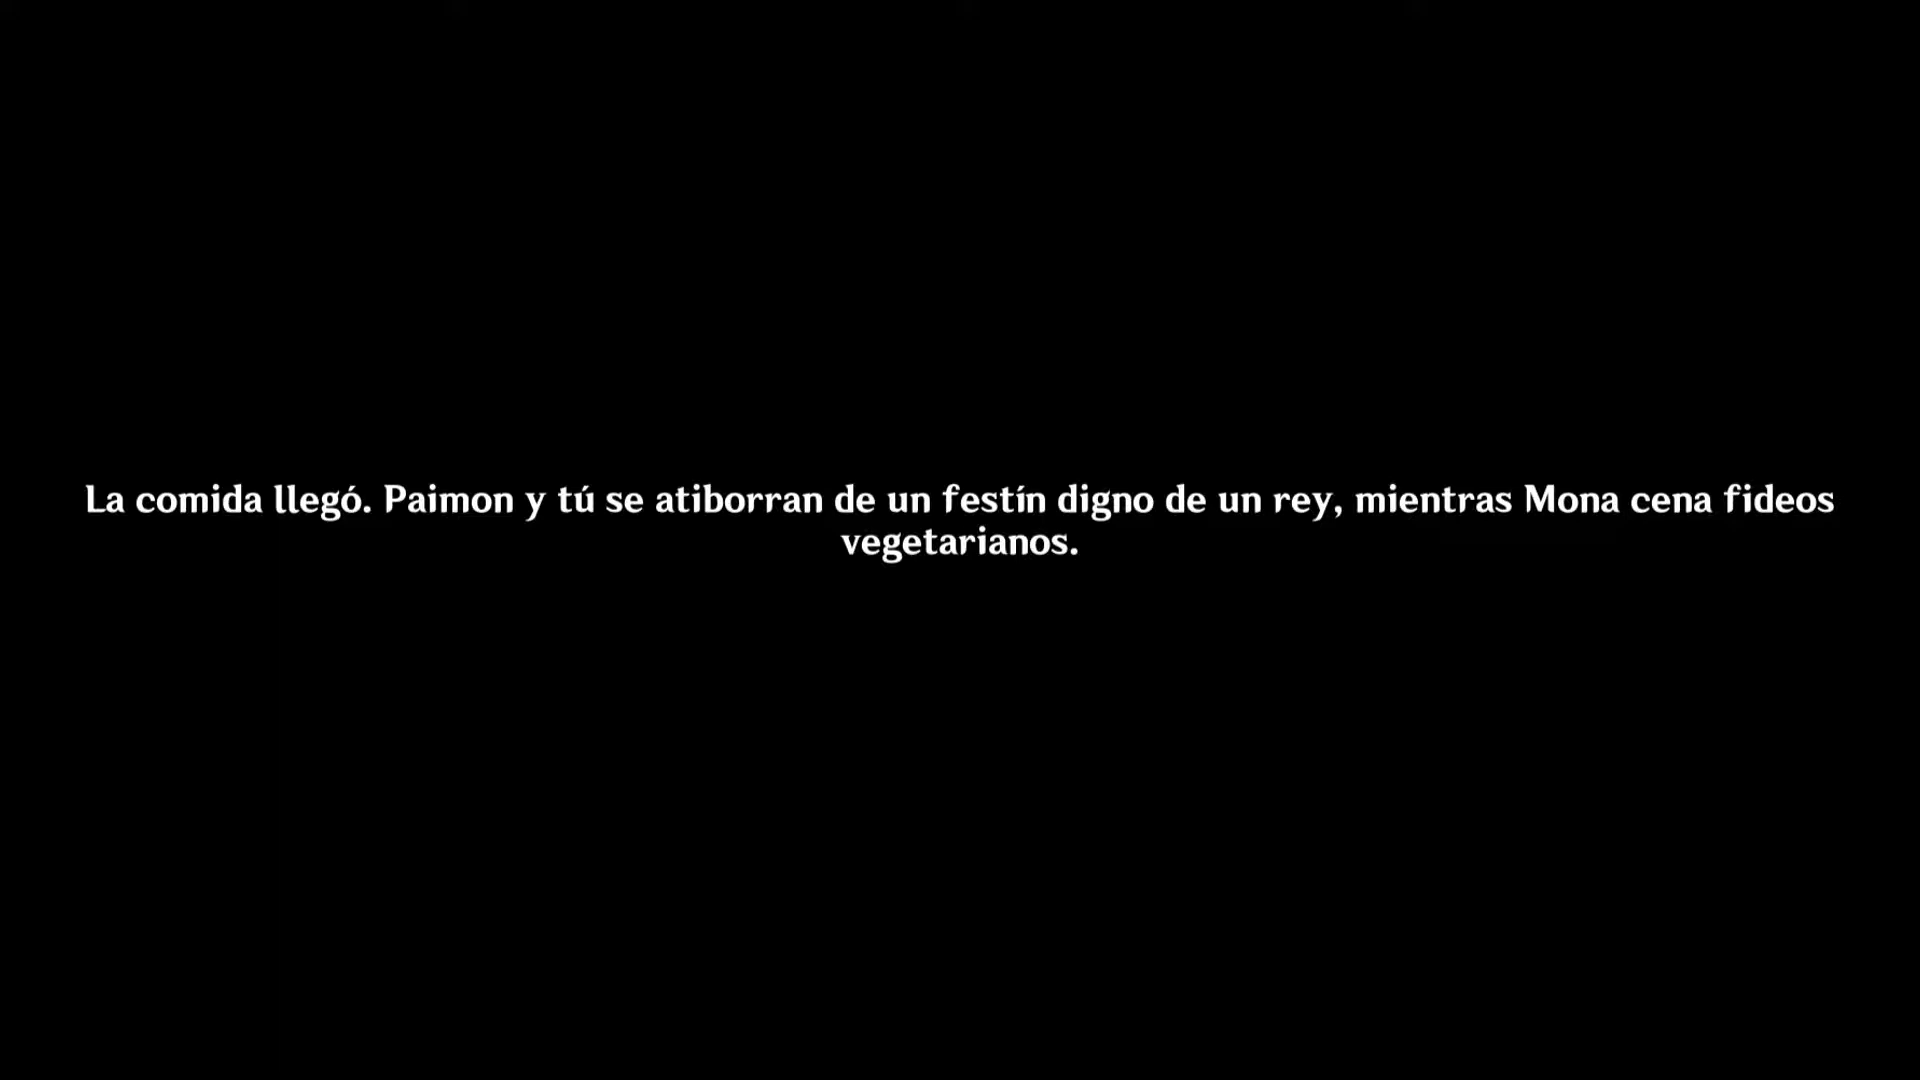 La comida llegó. Paimon y tú se atiborran de un festín digno de un rey, mientras Mona cena fideos
vegetarianos.